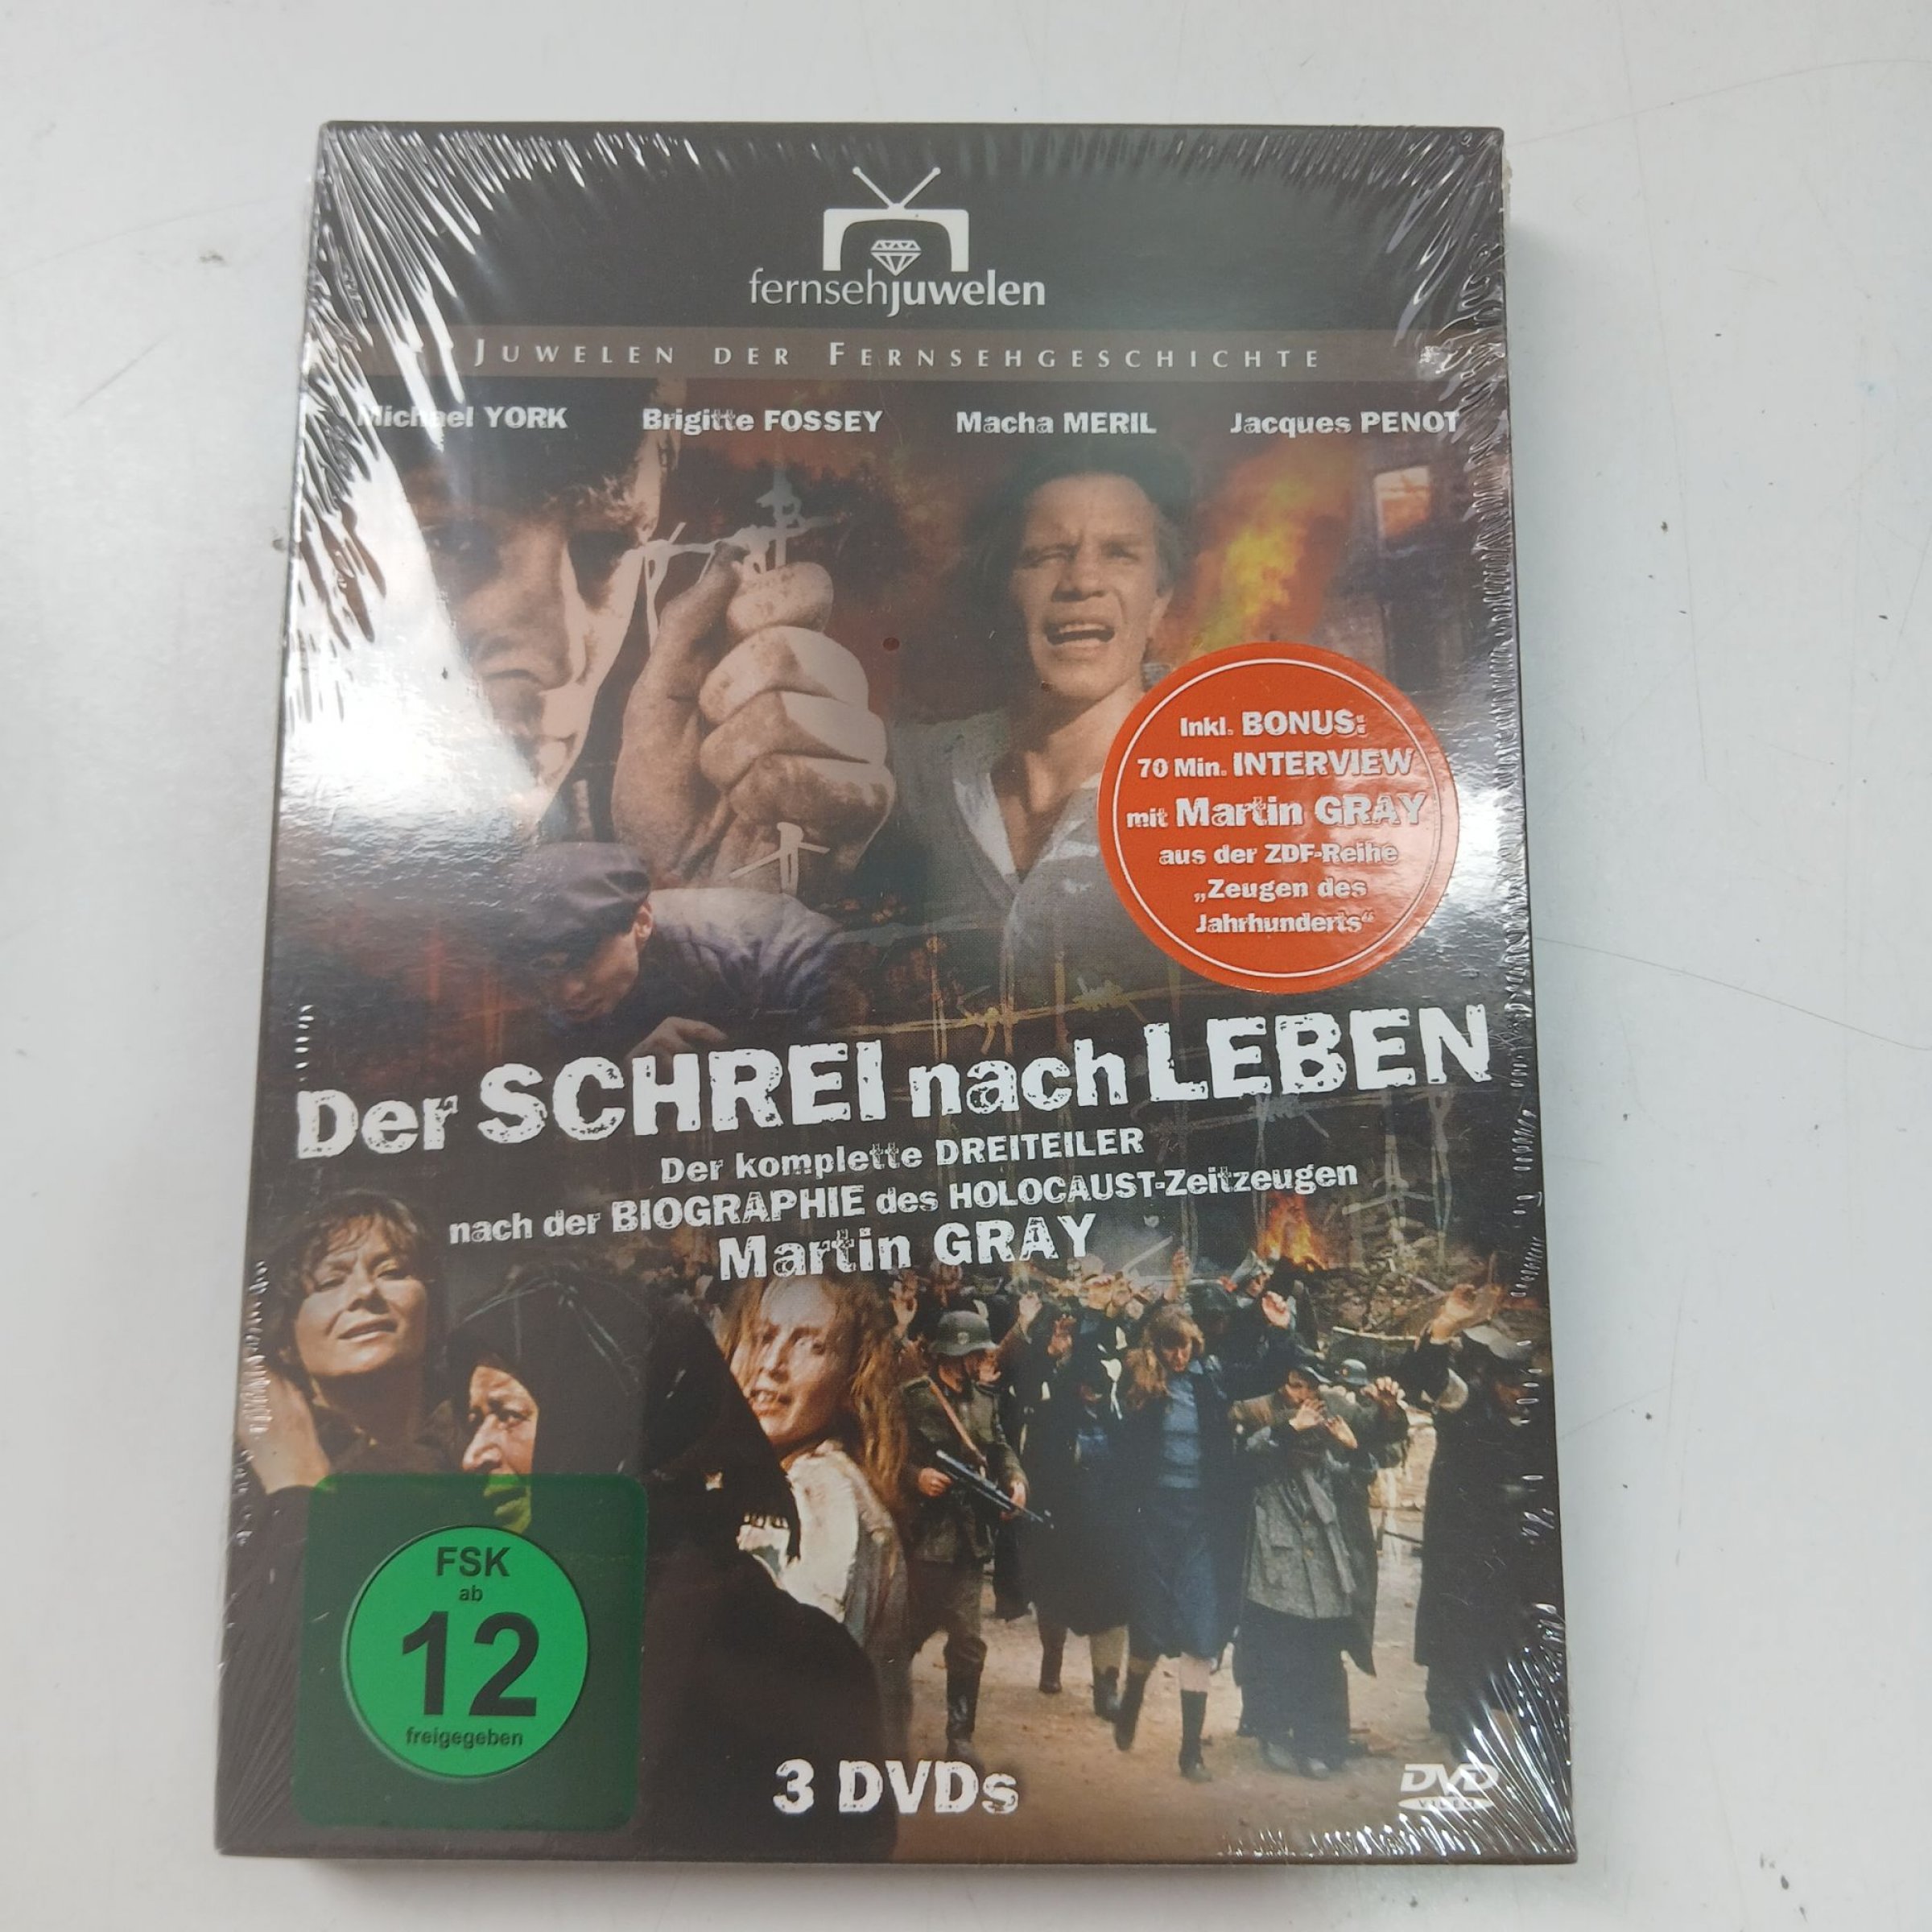 fernsehjuwelen
JUWELEN DER FERNSEHGESCHICHTE
Michael YORK Brigitte FOSSEY Macha MERIL Jacques PENOT
Inkl. BONUS:
70 Min. INTERVIEW
mit Martin GRAY
aus der ZDF-Reihe
„Zeugen des
Jahrhunderts“
Der SCHREI nach LEBEN
Der komplette DREITEILER
nach der BIOGRAPHIE des HOLOCAUST-Zeitzeugen
Martin GRAY
FSK
ab
12
freigegeben
3 DVDs
DVD
VIDEO